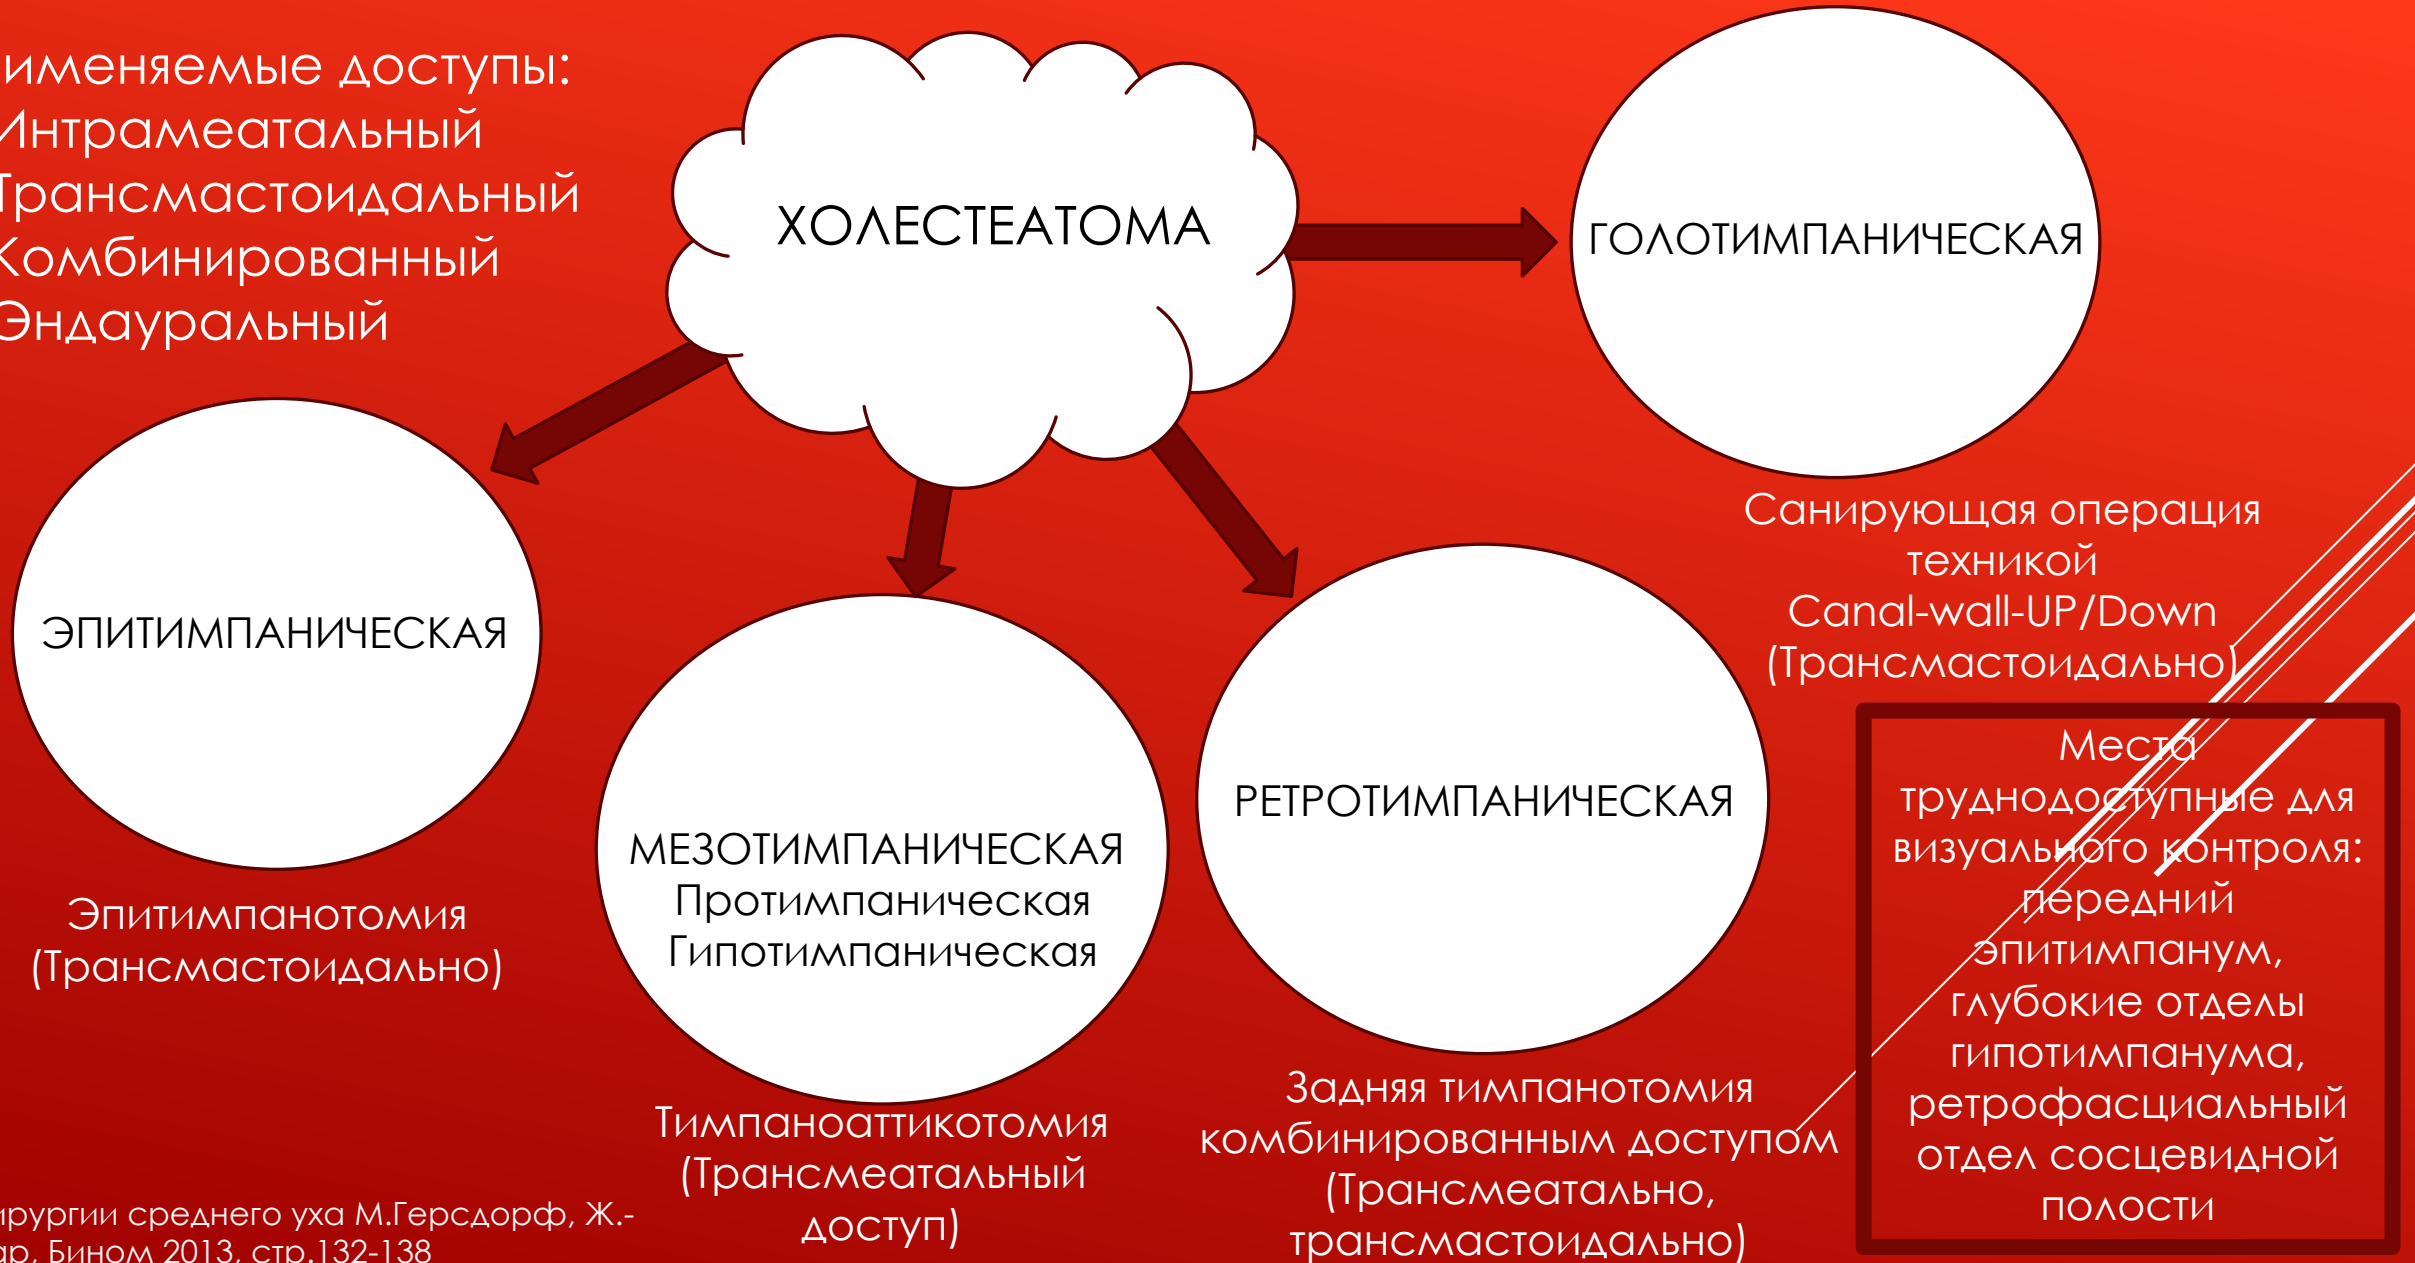 именяемые доступы:
Интрамеатальный
Трансмастоидальный
Комбинированный
Эндауральный
ХОЛЕСТЕАТОМА
ГОЛОТИМПАНИЧЕСКАЯ
Санирующая операция
техникой
Canal-wall-UP/Down
(Трансмастоидально)
ЭПИТИМПАНИЧЕСКАЯ
Эпитимпанотомия
(Трансмастоидально)
МЕЗОТИМПАНИЧЕСКАЯ
Протимпаническая
Гипотимпаническая
Тимпаноаттикотомия
(Трансмеатальный
доступ)
РЕТРОТИМПАНИЧЕСКАЯ
Задняя тимпанотомия
комбинированным доступом
(Трансмеатально,
трансмастоидально)
Места
труднодоступные для
визуального контроля:
передний
эпитимпанум,
глубокие отделы
гипотимпанума,
ретрофасциальный
отдел сосцевидной
полости
ирургии среднего уха М.Герсдорф, Ж.-
ар, Бином 2013, стр.132-138